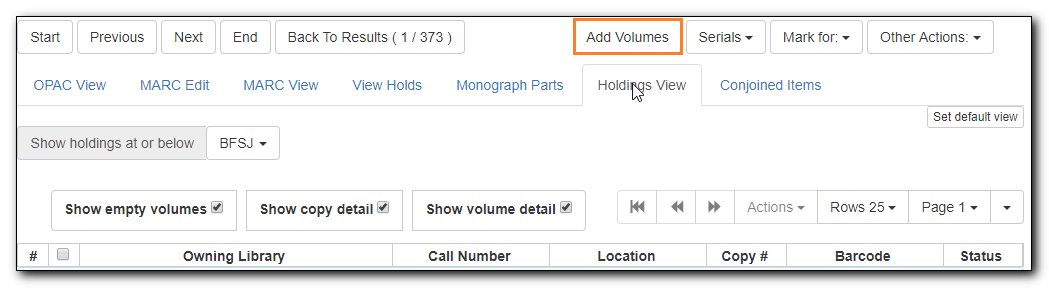 Start Previous Next End Back To Results ( 1 / 373 ) Add Volumes Serials Mark for: Other Actions:
OPAC View MARC Edit MARC View View Holds Monograph Parts Holdings View Conjoined Items
Set default view
Show holdings at or below BFSJ
Show empty volumes Show copy detail Show volume detail Actions Rows 25 Page 1
# Owning Library Call Number Location Copy # Barcode Status